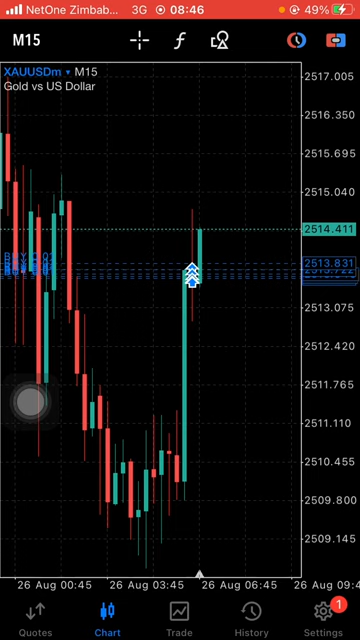 NetOne Zimbab... 3G 08:46 49%
M15
XAUUSDm M15
Gold vs US Dollar
2517.005
2516.350
2515.695
2515.040
2514.411
2513.831
2513.075
2512.420
2511.765
2511.110
2510.455
2509.800
2509.145
26 Aug 00:45 26 Aug 03:45 26 Aug 06:45 26 Aug 09:4
1
Quotes Chart Trade History Settings